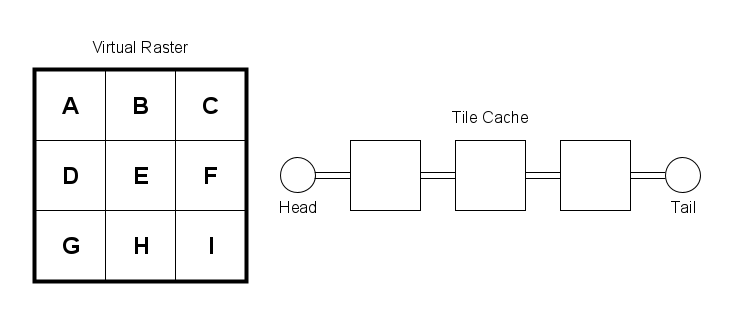 Virtual Raster
A B C
D E F
G H I
Tile Cache
Head
Tail